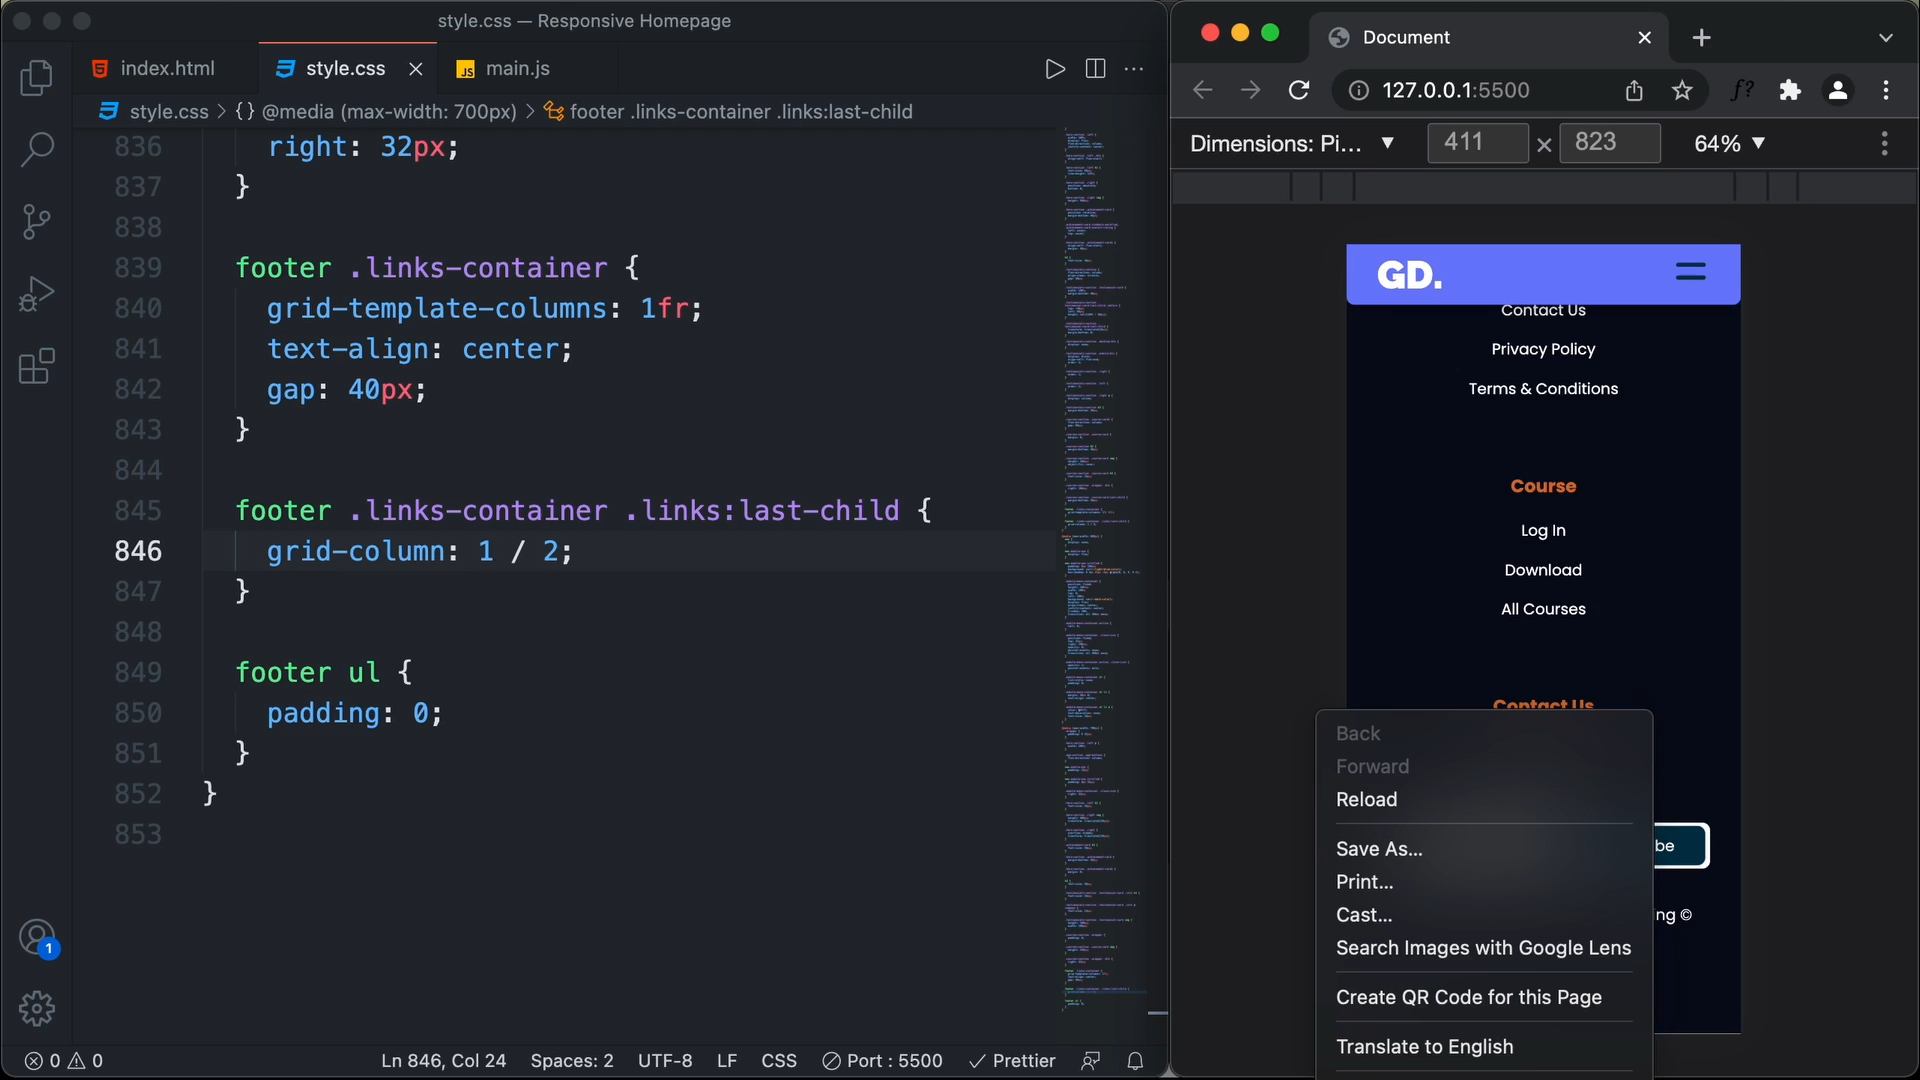 style.css — Responsive Homepage
index.html
style.css
JS main.js
style.css > {} @media (max-width: 700px) > footer .links-container .links:last-child
836 right: 32px;
837 }
838
839 footer .links-container {
840 grid-template-columns: 1fr;
841 text-align: center;
842 gap: 40px;
843 }
844
845 footer .links-container .links:last-child {
846 grid-column: 1 / 2;
847 }
848
849 footer ul {
850 padding: 0;
851 }
852 }
853
1
0 0
Ln 846, Col 24 Spaces: 2 UTF-8 LF CSS Port : 5500 Prettier
Document
127.0.0.1:5500
f?
Dimensions: Pi... ▼ 411 × 823 64% ▼
GD.
Contact Us
Privacy Policy
Terms & Conditions
Course
Log In
Download
All Courses
Contact Us
be
ng ©
Back
Forward
Reload
Save As...
Print...
Cast...
Search Images with Google Lens
Create QR Code for this Page
Translate to English